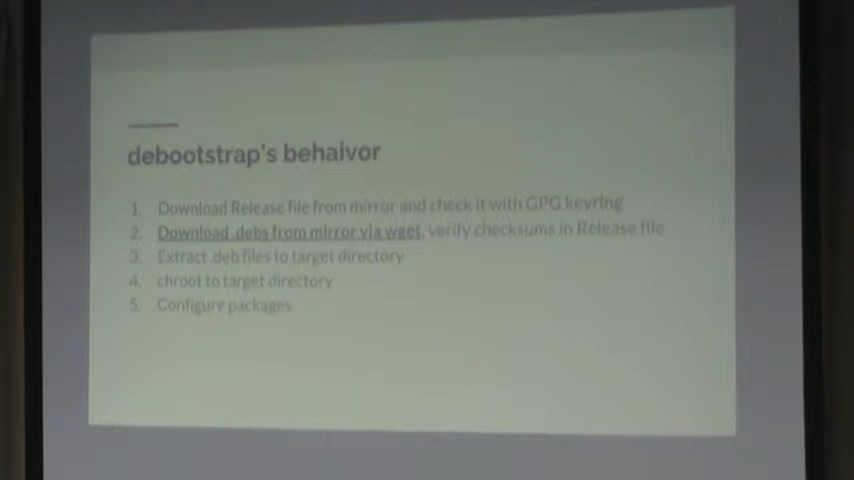 debootstrap's behaivor
1. Download Release file from mirror and check it with GPG keyring
2. Download .debs from mirror via wget, verify checksums in Release file
3. Extract .deb files to target directory
4. chroot to target directory
5. Configure packages